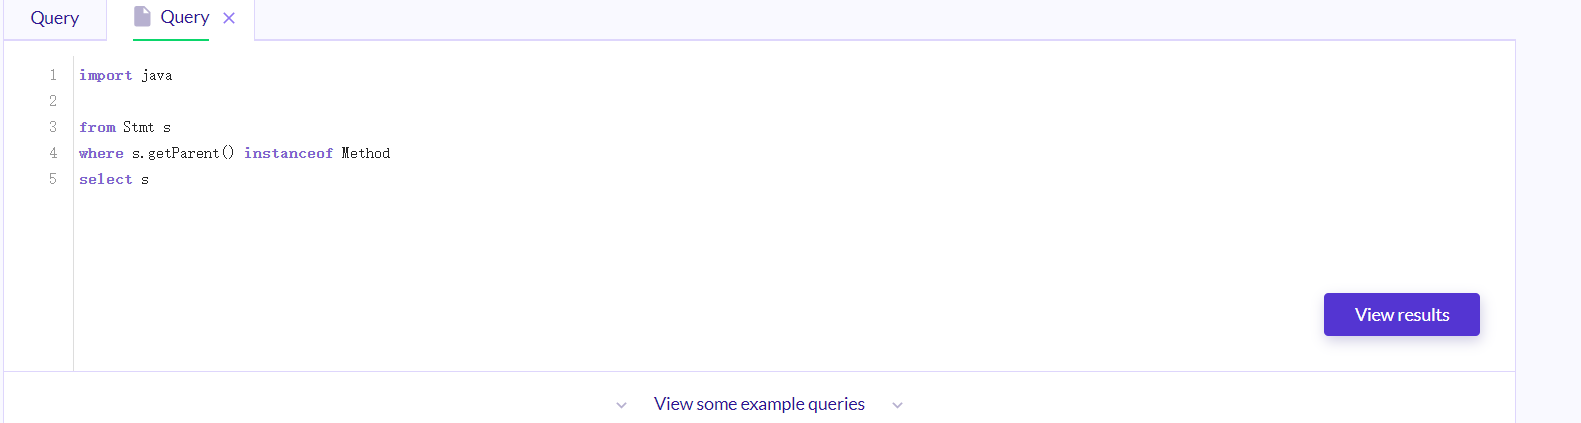 Query
Query
1 import java
2
3 from Stmt s
4 where s.getParent() instanceof Method
5 select s
View results
View some example queries